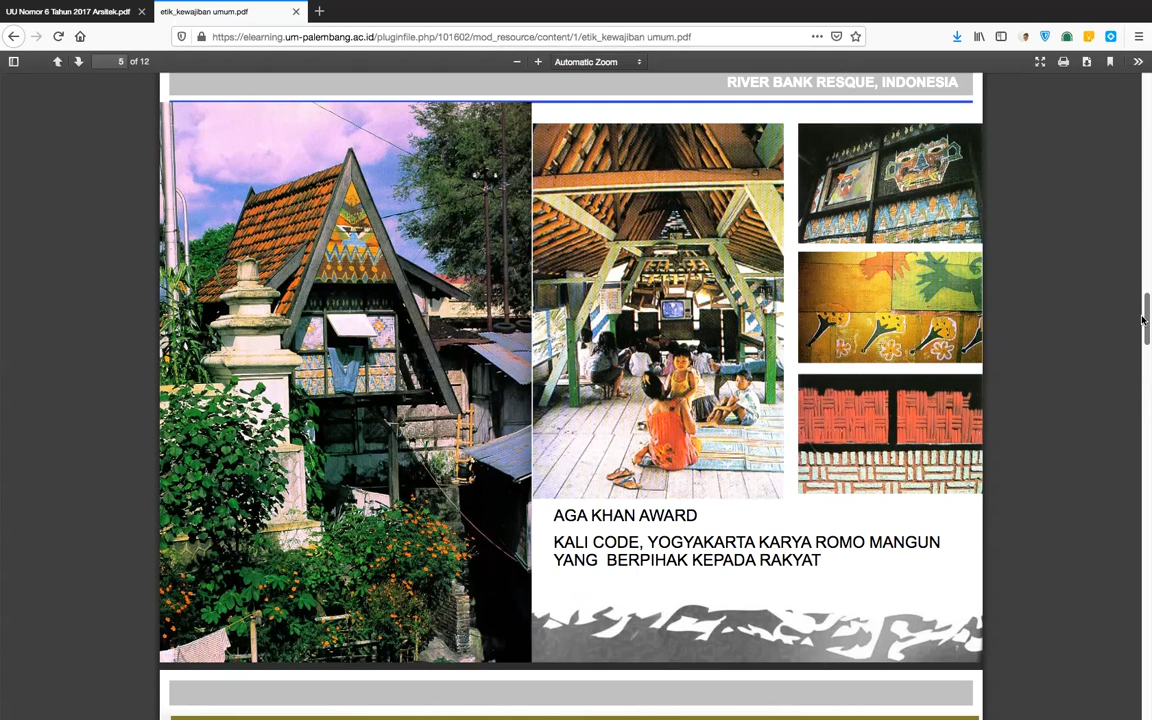 UU Nomor 6 Tahun 2017 Arsitek.pdf
etik_kewajiban umum.pdf
https://elearning.um-palembang.ac.id/pluginfile.php/101602/mod_resource/content/1/etik_kewajiban umum.pdf
5 of 12
Automatic Zoom
RIVER BANK RESQUE, INDONESIA
AGA KHAN AWARD
KALI CODE, YOGYAKARTA KARYA ROMO MANGUN
YANG BERPIHAK KEPADA RAKYAT